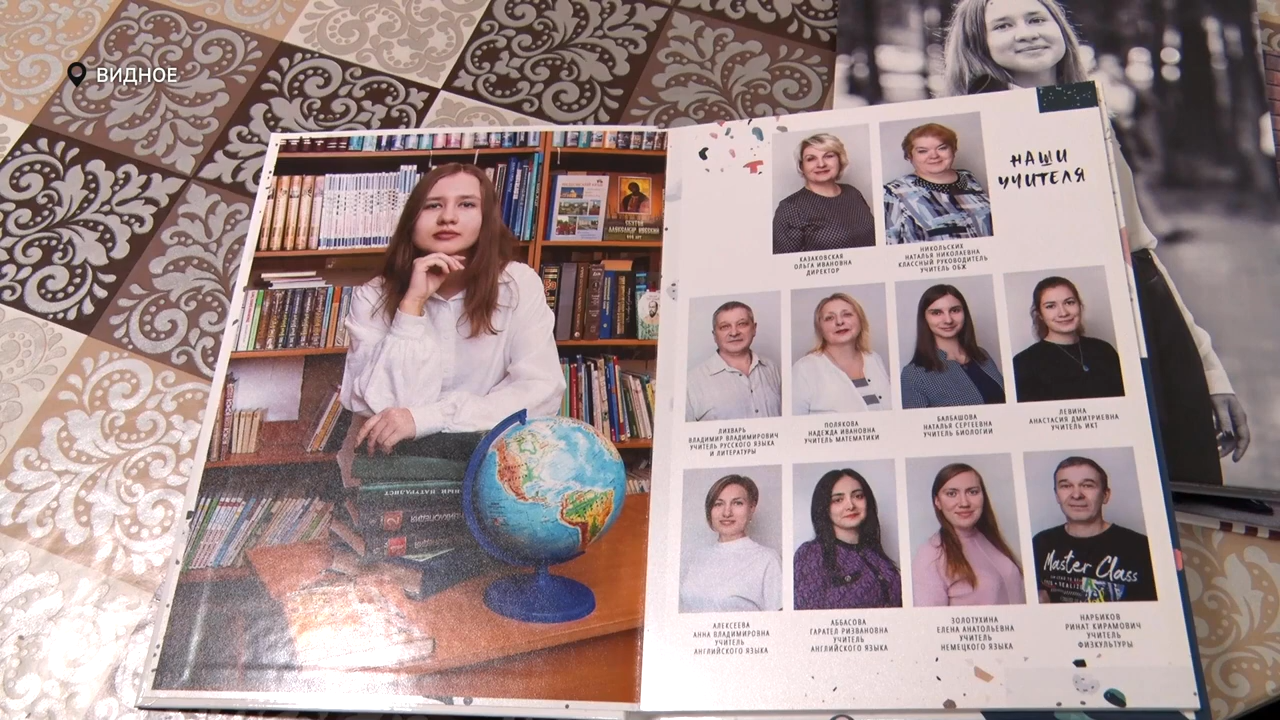 ВИДНОЕ
НАШИ
УЧИТЕЛЯ
КАЗАКОВСКАЯ
ОЛЬГА ИВАНОВНА
ДИРЕКТОР
НИКОЛЬСКИХ
НАТАЛЬЯ НИКОЛАЕВНА
КЛАССНЫЙ РУКОВОДИТЕЛЬ
УЧИТЕЛЬ ОБЖ
ЛИХВАРЬ
ВЛАДИМИР ВЛАДИМИРОВИЧ
УЧИТЕЛЬ РУССКОГО ЯЗЫКА
И ЛИТЕРАТУРЫ
ПОЛЯКОВА
НАДЕЖДА ИВАНОВНА
УЧИТЕЛЬ МАТЕМАТИКИ
БАЛБАШОВА
НАТАЛЬЯ СЕРГЕЕВНА
УЧИТЕЛЬ БИОЛОГИИ
ЛЕВИНА
АНАСТАСИЯ ДМИТРИЕВНА
УЧИТЕЛЬ ИКТ
Master Class
АЛЕКСЕЕВА
АННА ВЛАДИМИРОВНА
УЧИТЕЛЬ
АНГЛИЙСКОГО ЯЗЫКА
АББАСОВА
ГАРАТЕЛ РИЗВАНОВНА
УЧИТЕЛЬ
АНГЛИЙСКОГО ЯЗЫКА
ЗОЛОТУХИНА
ЕЛЕНА АНАТОЛЬЕВНА
УЧИТЕЛЬ
НЕМЕЦКОГО ЯЗЫКА
НАРБИКОВ
РИНАТ КИРАМОВИЧ
УЧИТЕЛЬ
ФИЗКУЛЬТУРЫ